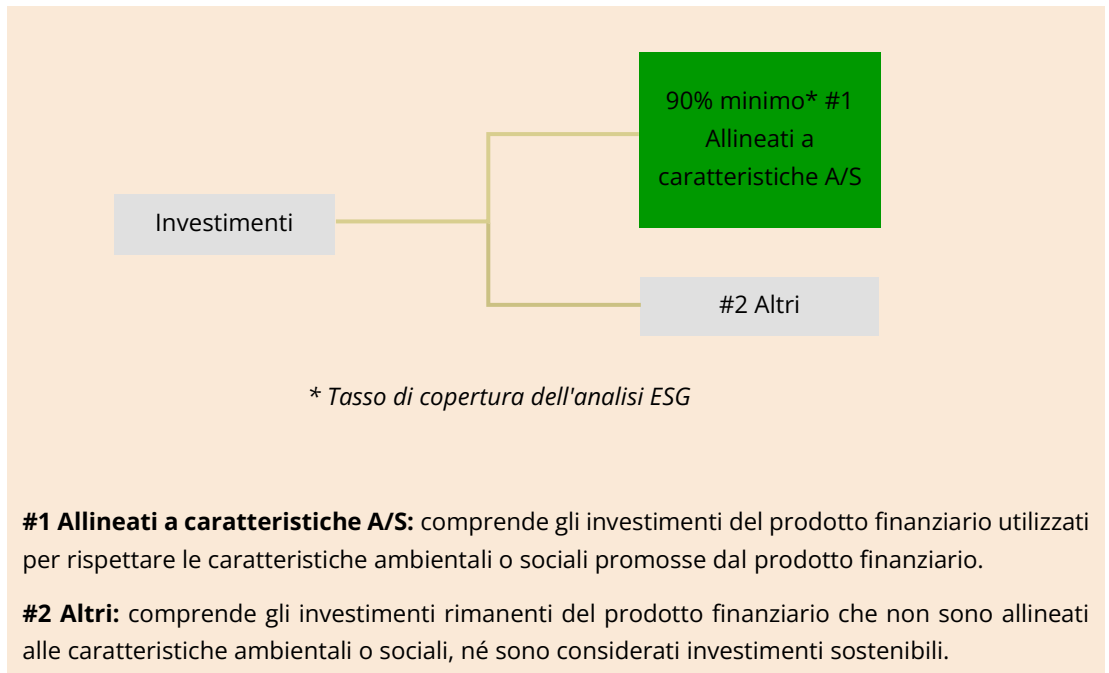 90% minimo* #1
Allineati a
caratteristiche A/S
Investimenti
#2 Altri
* Tasso di copertura dell'analisi ESG
#1 Allineati a caratteristiche A/S: comprende gli investimenti del prodotto finanziario utilizzati
per rispettare le caratteristiche ambientali o sociali promosse dal prodotto finanziario.
#2 Altri: comprende gli investimenti rimanenti del prodotto finanziario che non sono allineati
alle caratteristiche ambientali o sociali, né sono considerati investimenti sostenibili.